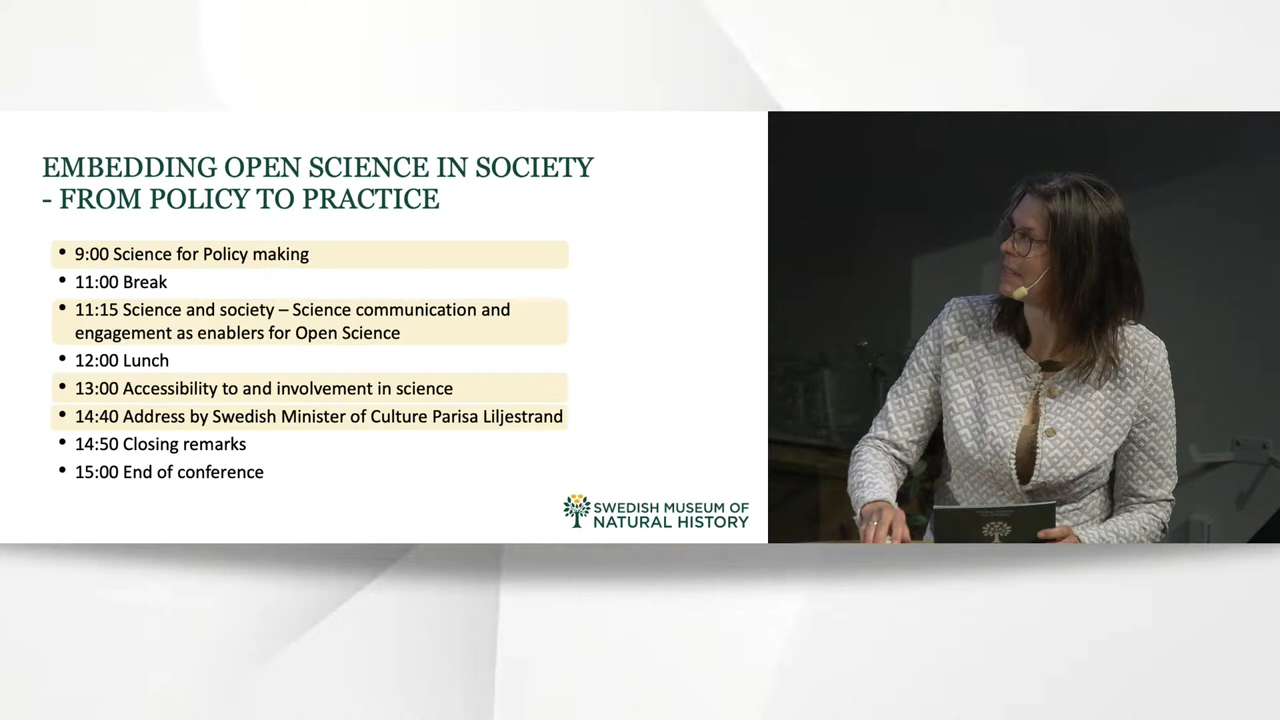 EMBEDDING OPEN SCIENCE IN SOCIETY
- FROM POLICY TO PRACTICE
• 9:00 Science for Policy making
• 11:00 Break
• 11:15 Science and society – Science communication and
engagement as enablers for Open Science
• 12:00 Lunch
• 13:00 Accessibility to and involvement in science
• 14:40 Address by Swedish Minister of Culture Parisa Liljestrand
• 14:50 Closing remarks
• 15:00 End of conference
SWEDISH MUSEUM OF
NATURAL HISTORY